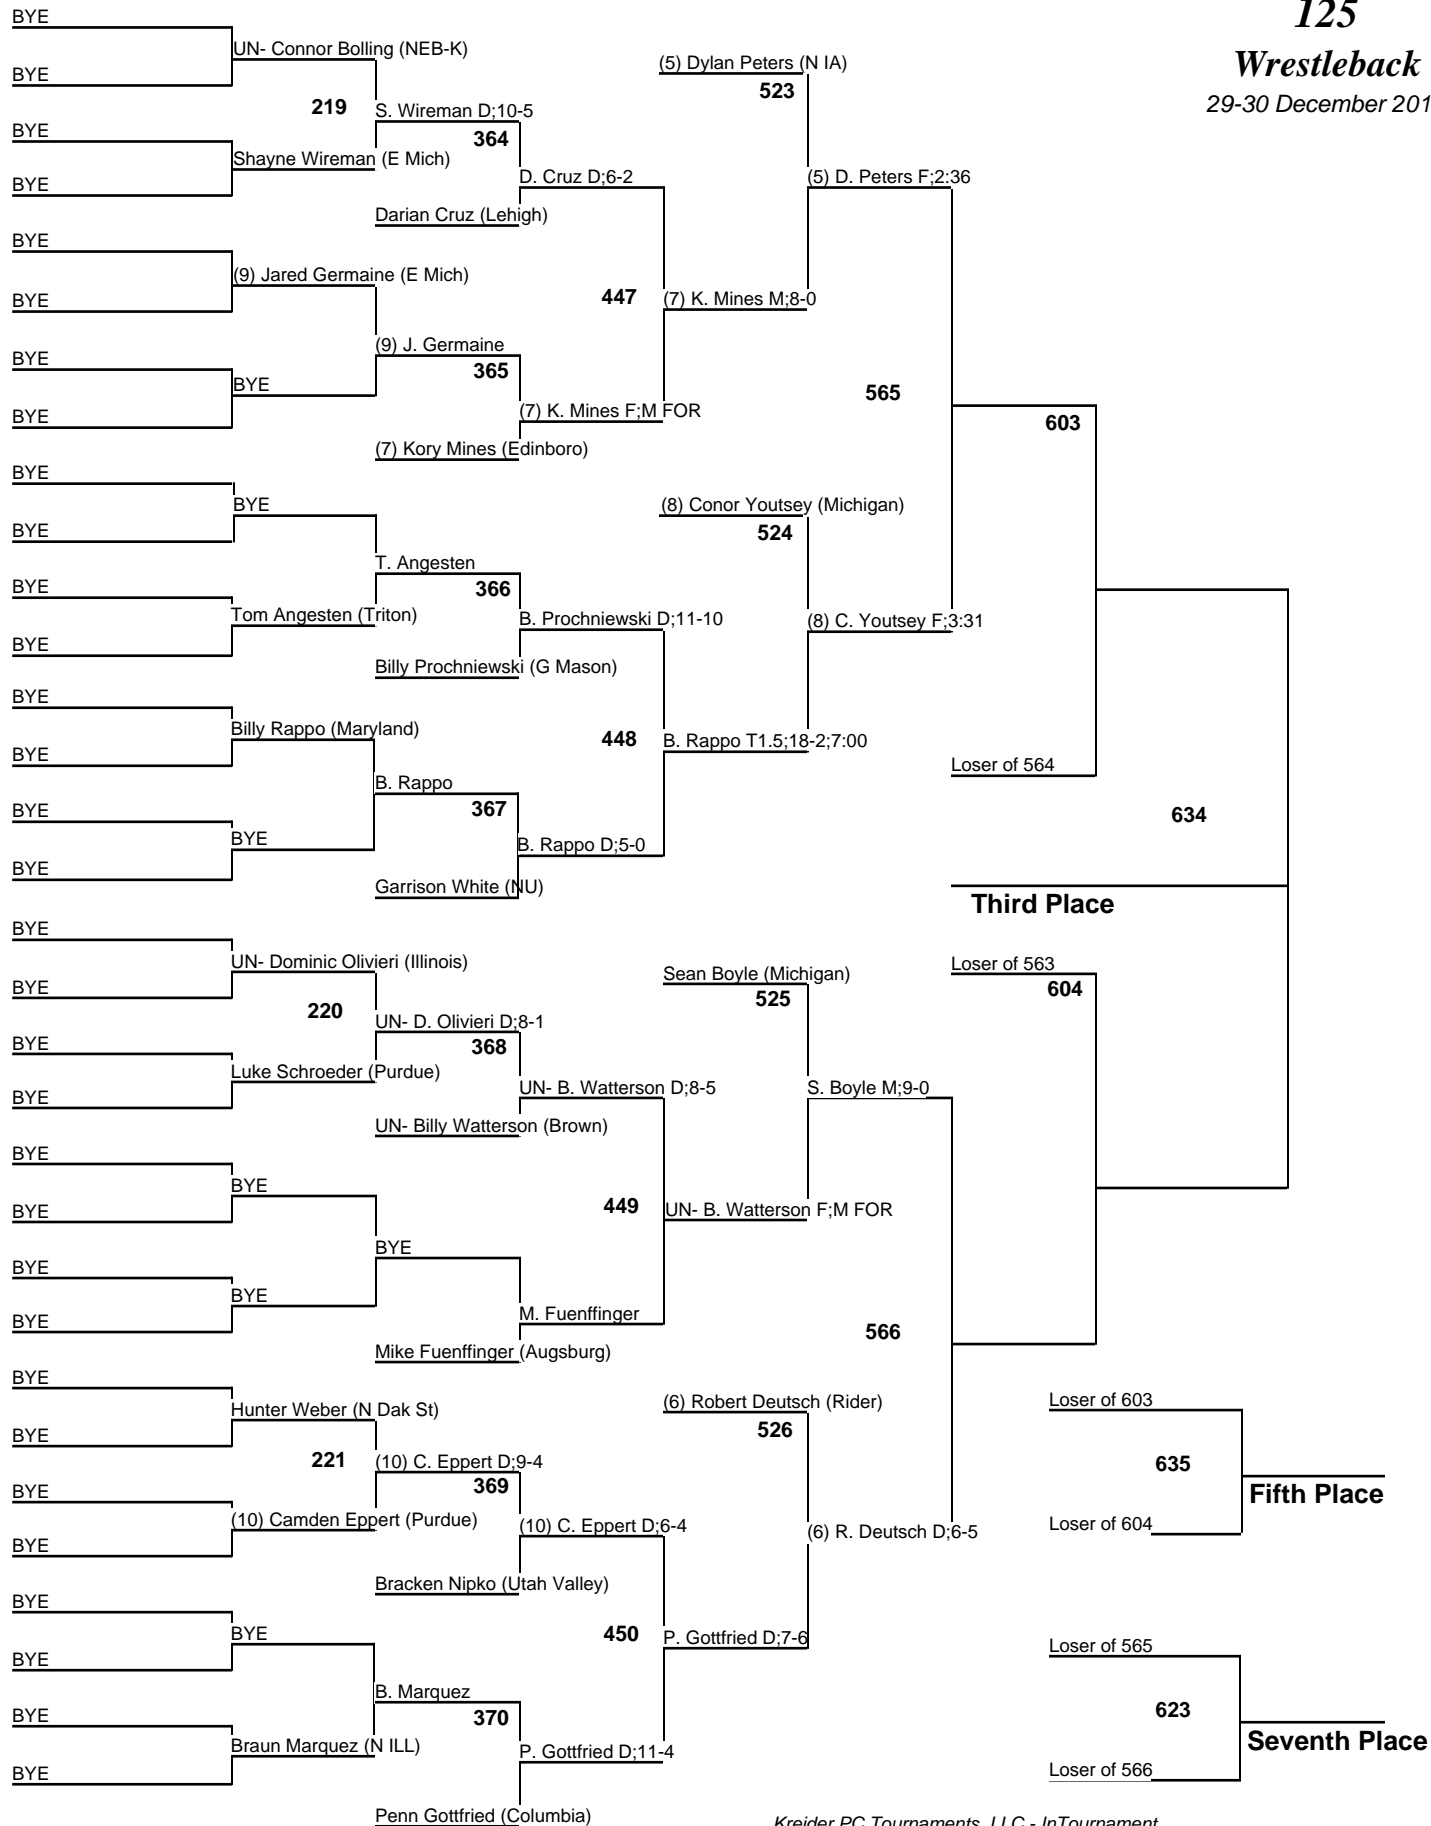 125
Wrestleback
29-30 December 201
BYE
UN- Connor Bolling (NEB-K)
(5) Dylan Peters (N IA)
BYE
523
219
S. Wireman D;10-5
BYE
364
Shayne Wireman (E Mich)
D. Cruz D;6-2
(5) D. Peters F;2:36
BYE
Darian Cruz (Lehigh)
BYE
(9) Jared Germaine (E Mich)
BYE
447
(7) K. Mines M;8-0
(9) J. Germaine
BYE
365
BYE
565
BYE
(7) K. Mines F;M FOR
603
(7) Kory Mines (Edinboro)
BYE
BYE
(8) Conor Youtsey (Michigan)
BYE
524
T. Angesten
BYE
366
Tom Angesten (Triton)
B. Prochniewski D;11-10
(8) C. Youtsey F;3:31
BYE
Billy Prochniewski (G Mason)
BYE
Billy Rappo (Maryland)
448
B. Rappo T1.5;18-2;7:00
BYE
Loser of 564
B. Rappo
BYE
367
634
BYE
B. Rappo D;5-0
BYE
Garrison White (NU)
Third Place
BYE
UN- Dominic Olivieri (Illinois)
Sean Boyle (Michigan)
Loser of 563
BYE
525
604
220
UN- D. Olivieri D;8-1
BYE
368
Luke Schroeder (Purdue)
UN- B. Watterson D;8-5
S. Boyle M;9-0
BYE
UN- Billy Watterson (Brown)
BYE
BYE
449
UN- B. Watterson F;M FOR
BYE
BYE
BYE
BYE
M. Fuenffinger
BYE
566
Mike Fuenffinger (Augsburg)
BYE
Hunter Weber (N Dak St)
(6) Robert Deutsch (Rider)
Loser of 603
BYE
526
221
(10) C. Eppert D;9-4
635
BYE
369
Fifth Place
(10) Camden Eppert (Purdue)
(10) C. Eppert D;6-4
(6) R. Deutsch D;6-5
Loser of 604
BYE
Bracken Nipko (Utah Valley)
BYE
BYE
450
P. Gottfried D;7-6
Loser of 565
BYE
B. Marquez
BYE
370
623
Braun Marquez (N ILL)
P. Gottfried D;11-4
Seventh Place
BYE
Loser of 566
Penn Gottfried (Columbia)
Kreider PC Tournaments, LLC - InTournament